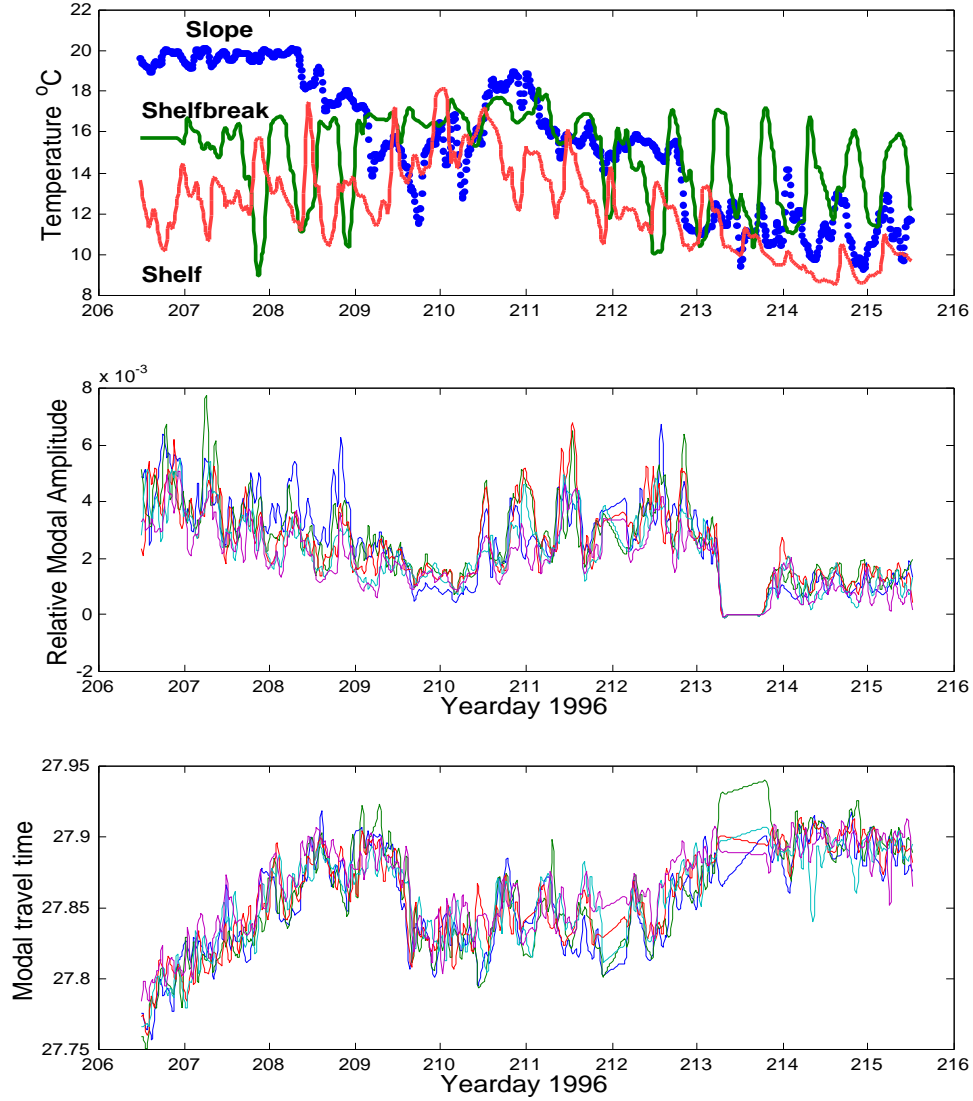 22
20
18
16
14
12
10
8
Temperature °C
Slope
Shelfbreak
Shelf
206 207 208 209 210 211 212 213 214 215 216
x 10-3
8
6
4
2
0
-2
Relative Modal Amplitude
206 207 208 209 210 211 212 213 214 215 216
Yearday 1996
27.95
27.9
27.85
27.8
27.75
Modal travel time
206 207 208 209 210 211 212 213 214 215 216
Yearday 1996